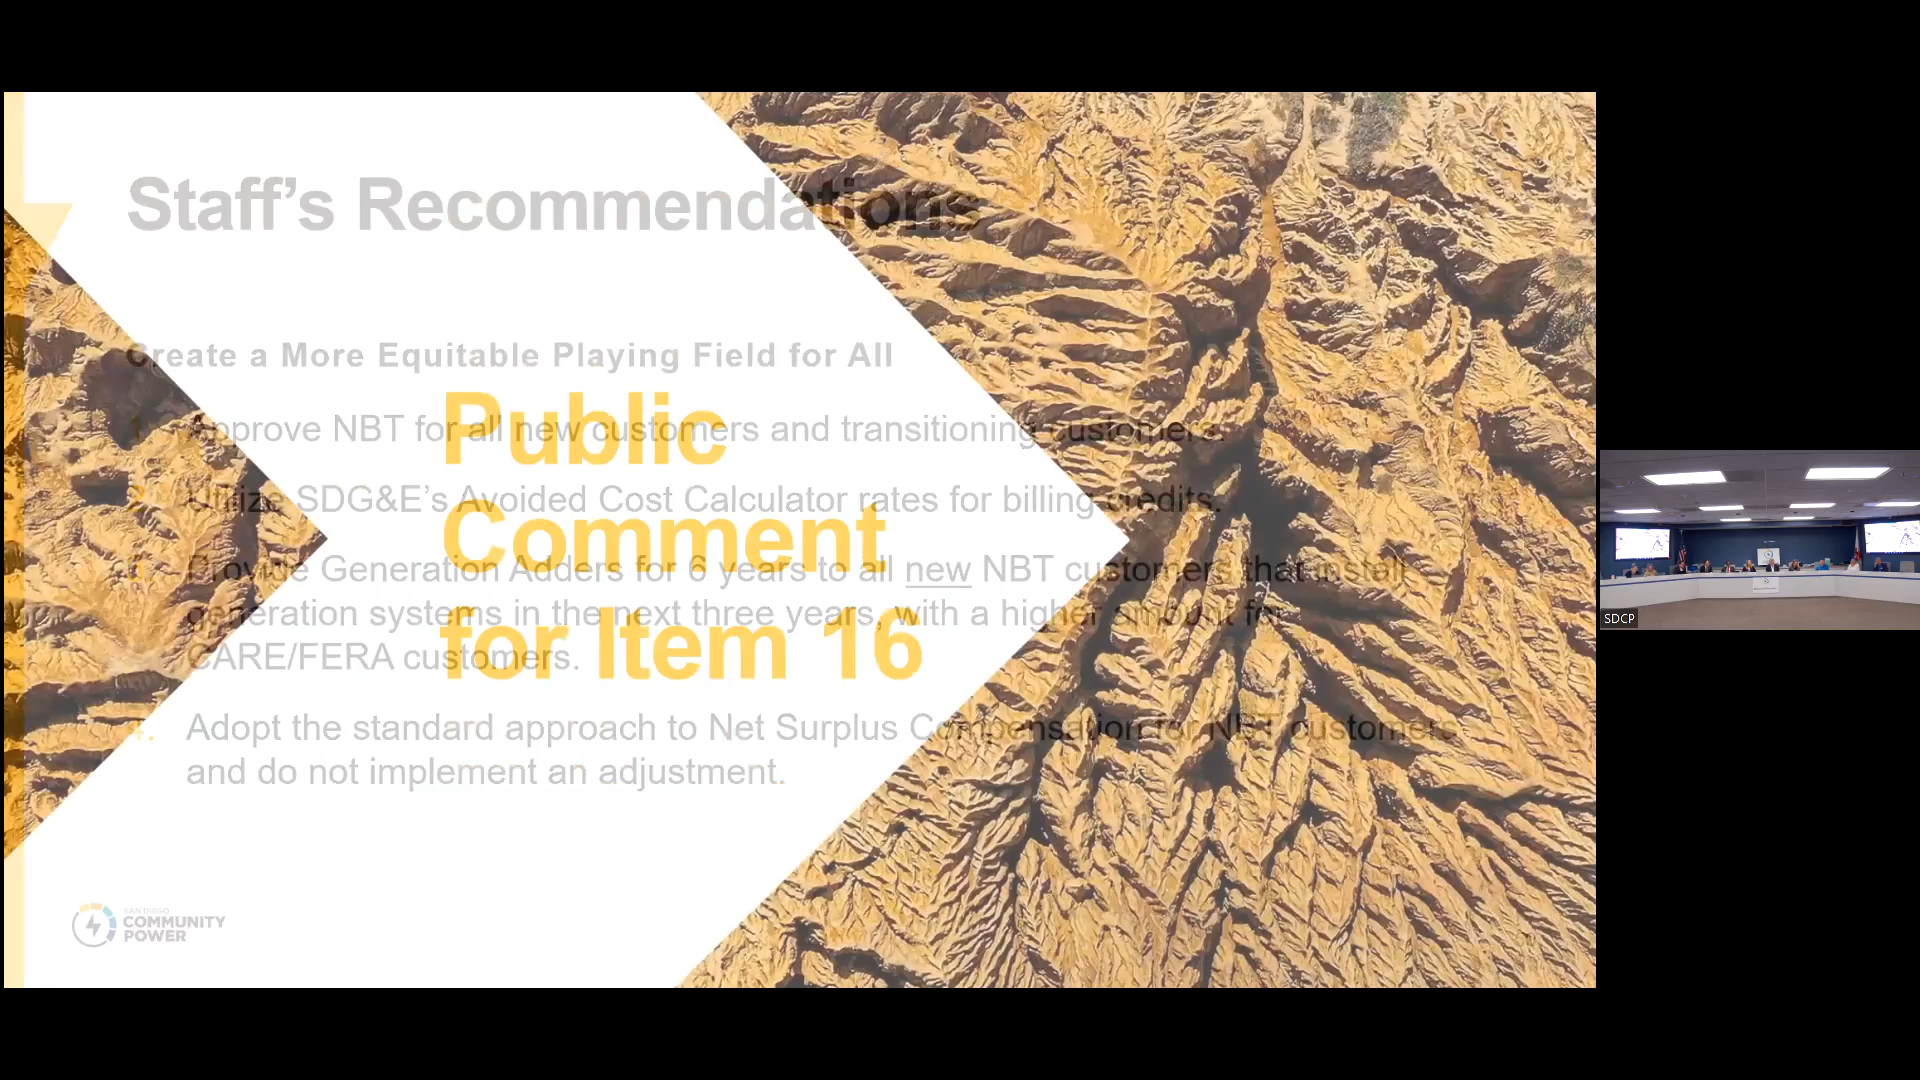 Staff’s Recommendations
Create a More Equitable Playing Field for All
1. Approve NBT for all new customers and transitioning customers.
2. Utilize SDG&E’s Avoided Cost Calculator rates for billing credits.
3. Provide Generation Adders for 6 years to all new NBT customers that install
generation systems in the next three years, with a higher amount for
CARE/FERA customers.
4. Adopt the standard approach to Net Surplus Compensation for NBT customers
and do not implement an adjustment.
Public
Comment
for Item 16
SAN DIEGO
COMMUNITY
POWER
SDCP